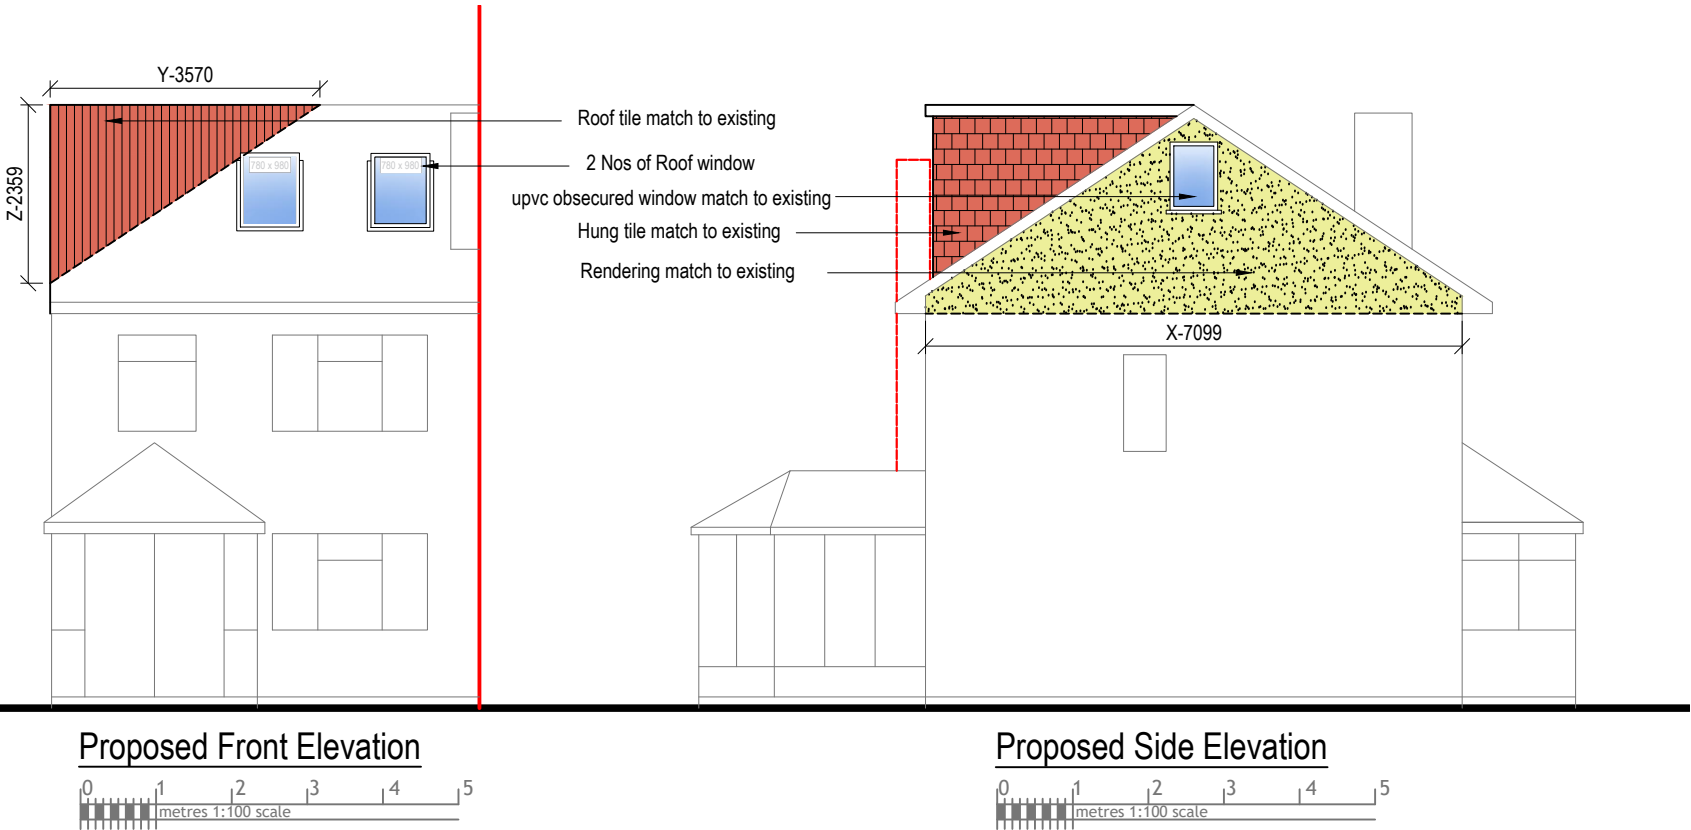 Y-3570
Z-2359
780 x 980
780 x 980
Roof tile match to existing
2 Nos of Roof window
upvc obsecured window match to existing
Hung tile match to existing
Rendering match to existing
X-7099
Proposed Front Elevation
0 1 2 3 4 5
metres 1:100 scale
Proposed Side Elevation
0 1 2 3 4 5
metres 1:100 scale